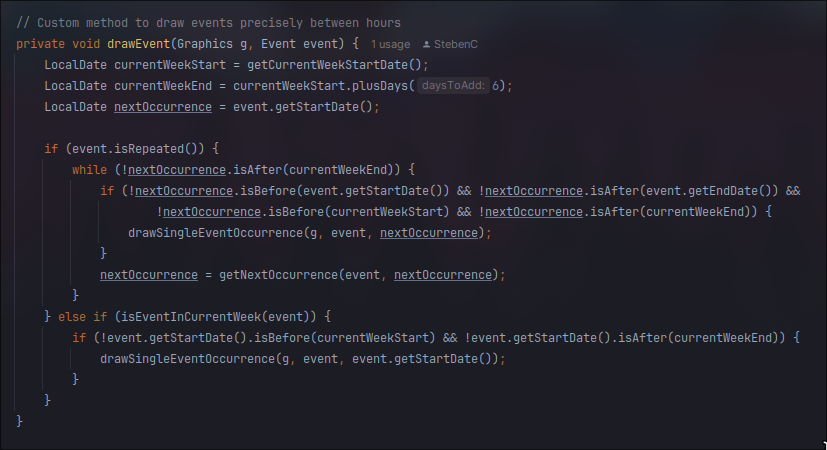 // Custom method to draw events precisely between hours
private void drawEvent(Graphics g, Event event) { 1 usage StebenC
    LocalDate currentWeekStart = getCurrentWeekStartDate();
    LocalDate currentWeekEnd = currentWeekStart.plusDays( daysToAdd: 6);
    LocalDate nextOccurrence = event.getStartDate();

    if (event.isRepeated()) {
        while (!nextOccurrence.isAfter(currentWeekEnd)) {
            if (!nextOccurrence.isBefore(event.getStartDate()) && !nextOccurrence.isAfter(event.getEndDate()) &&
                    !nextOccurrence.isBefore(currentWeekStart) && !nextOccurrence.isAfter(currentWeekEnd)) {
                drawSingleEventOccurrence(g, event, nextOccurrence);
            }
            nextOccurrence = getNextOccurrence(event, nextOccurrence);
        }
    } else if (isEventInCurrentWeek(event)) {
        if (!event.getStartDate().isBefore(currentWeekStart) && !event.getStartDate().isAfter(currentWeekEnd)) {
            drawSingleEventOccurrence(g, event, event.getStartDate());
        }
    }
}